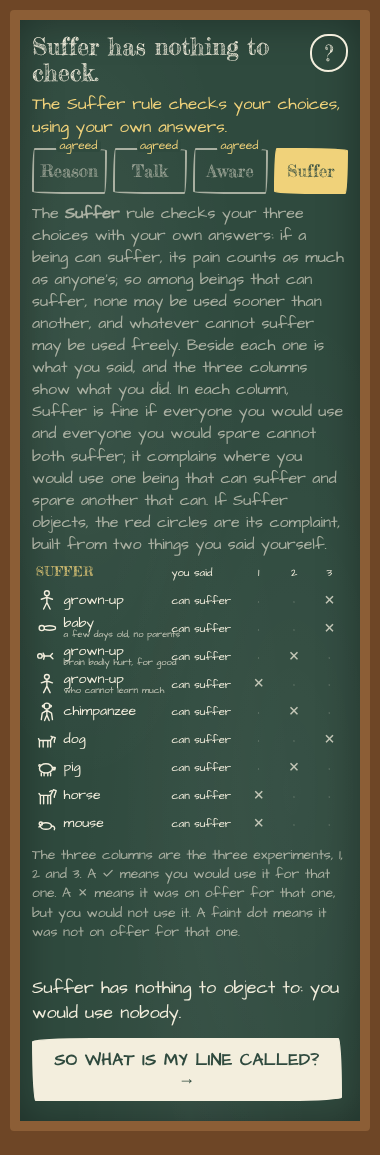 Suffer has nothing to
check.
?
The Suffer rule checks your choices,
using your own answers.
agreed agreed agreed
Reason Talk Aware Suffer
The Suffer rule checks your three
choices with your own answers: if a
being can suffer, its pain counts as much
as anyone's; so among beings that can
suffer, none may be used sooner than
another, and whatever cannot suffer
may be used freely. Beside each one is
what you said, and the three columns
show what you did. In each column,
Suffer is fine if everyone you would use
and everyone you would spare cannot
both suffer; it complains where you
would use one being that can suffer and
spare another that can. If Suffer
objects, the red circles are its complaint,
built from two things you said yourself.
SUFFER you said 1 2 3
grown-up can suffer · · ×
baby can suffer · · ×
a few days old, no parents
grown-up can suffer · × ·
brain badly hurt, for good
grown-up can suffer × · ·
who cannot learn much
chimpanzee can suffer · × ·
dog can suffer · · ×
pig can suffer · × ·
horse can suffer × · ·
mouse can suffer × · ·
The three columns are the three experiments, 1,
2 and 3. A ✓ means you would use it for that
one. A × means it was on offer for that one,
but you would not use it. A faint dot means it
was not on offer for that one.
Suffer has nothing to object to: you
would use nobody.
SO WHAT IS MY LINE CALLED?
→